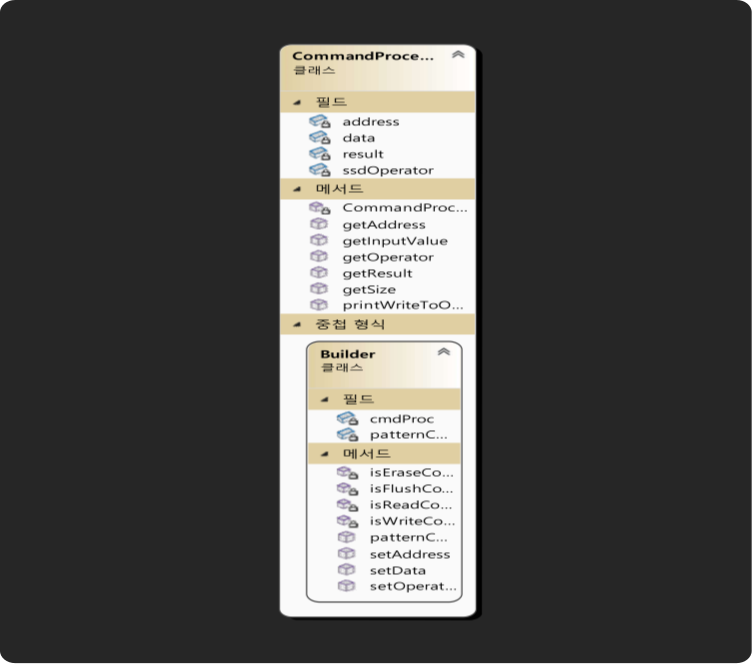 CommandProce...
클래스
필드
address
data
result
ssdOperator
메서드
CommandProc...
getAddress
getInputValue
getOperator
getResult
getSize
printWriteToO...
중첩 형식
Builder
클래스
필드
cmdProc
patternC...
메서드
isEraseCo...
isFlushCo...
isReadCo...
isWriteCo...
patternC...
setAddress
setData
setOperat...